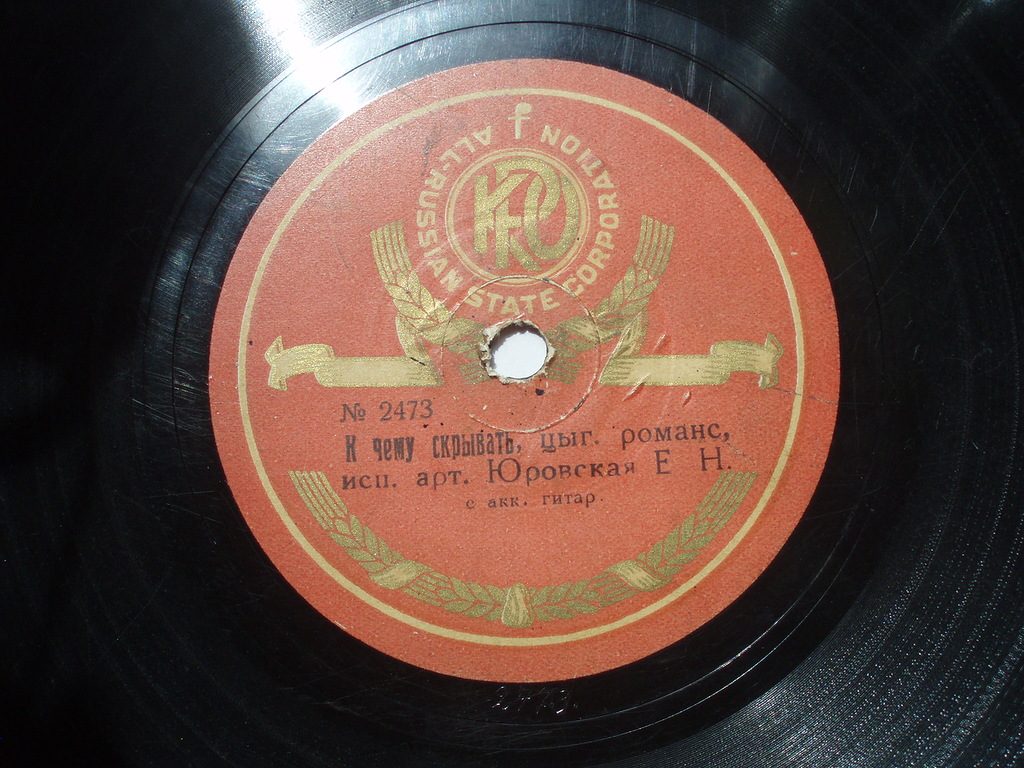 ALL-RUSSIAN STATE CORPORATION
№ 2473
К чему скрывать, цыг. романс,
исп. арт. Юровская Е Н.
с акк. гитар.